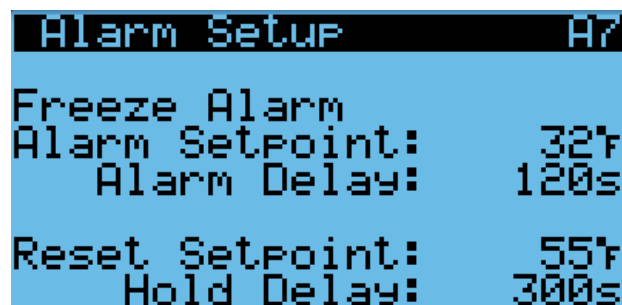 Alarm Setup A7
Freeze Alarm
Alarm Setpoint: 32°F
Alarm Delay: 120s
Reset Setpoint: 55°F
Hold Delay: 300s